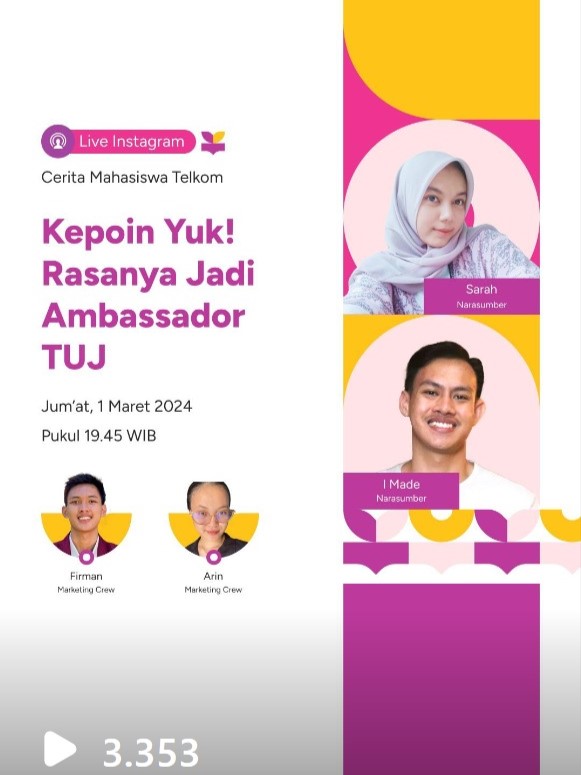 Live Instagram
Cerita Mahasiswa Telkom
Kepoin Yuk!
Rasanya Jadi
Ambassador
TUJ
Jum'at, 1 Maret 2024
Pukul 19.45 WIB
Firman
Marketing Crew
Arin
Marketing Crew
Sarah
Narasumber
I Made
Narasumber
3.353